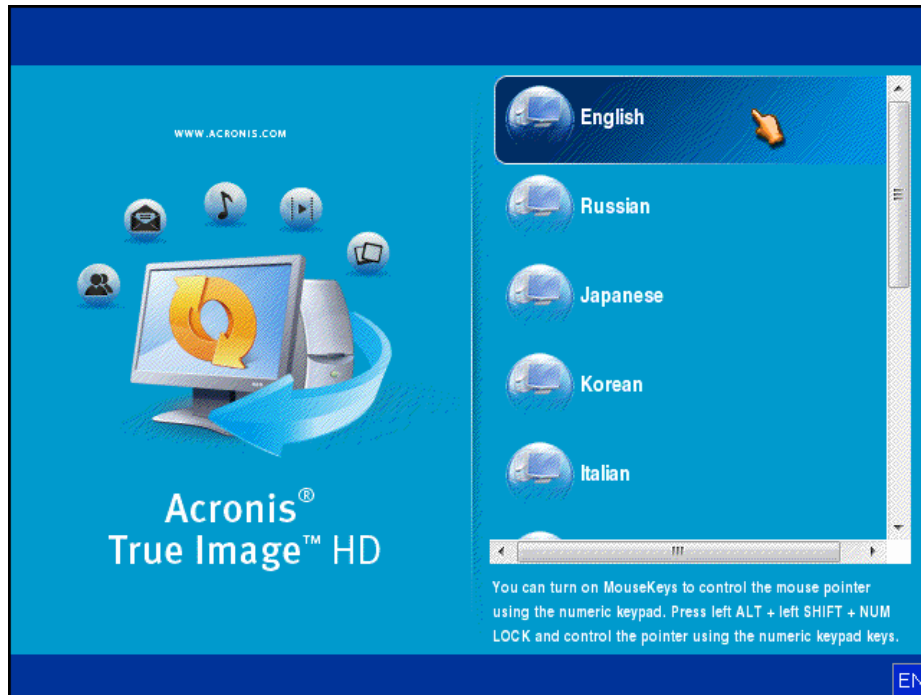 WWW.ACRONIS.COM
Acronis®
True Image™ HD
English
Russian
Japanese
Korean
Italian
You can turn on MouseKeys to control the mouse pointer
using the numeric keypad. Press left ALT + left SHIFT + NUM
LOCK and control the pointer using the numeric keypad keys.
EN